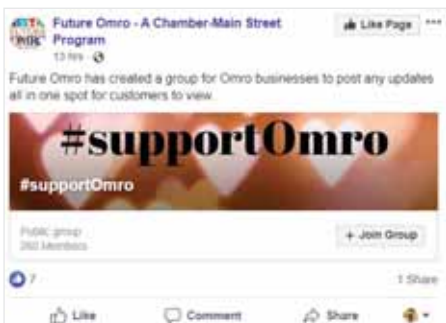 Future Omro - A Chamber-Main Street
Program
Like Page
13 hrs
Future Omro has created a group for Omro businesses to post any updates
all in one spot for customers to view.
#supportOmro
#supportOmro
Public group
260 Members
+ Join Group
7
1 Share
Like
Comment
Share